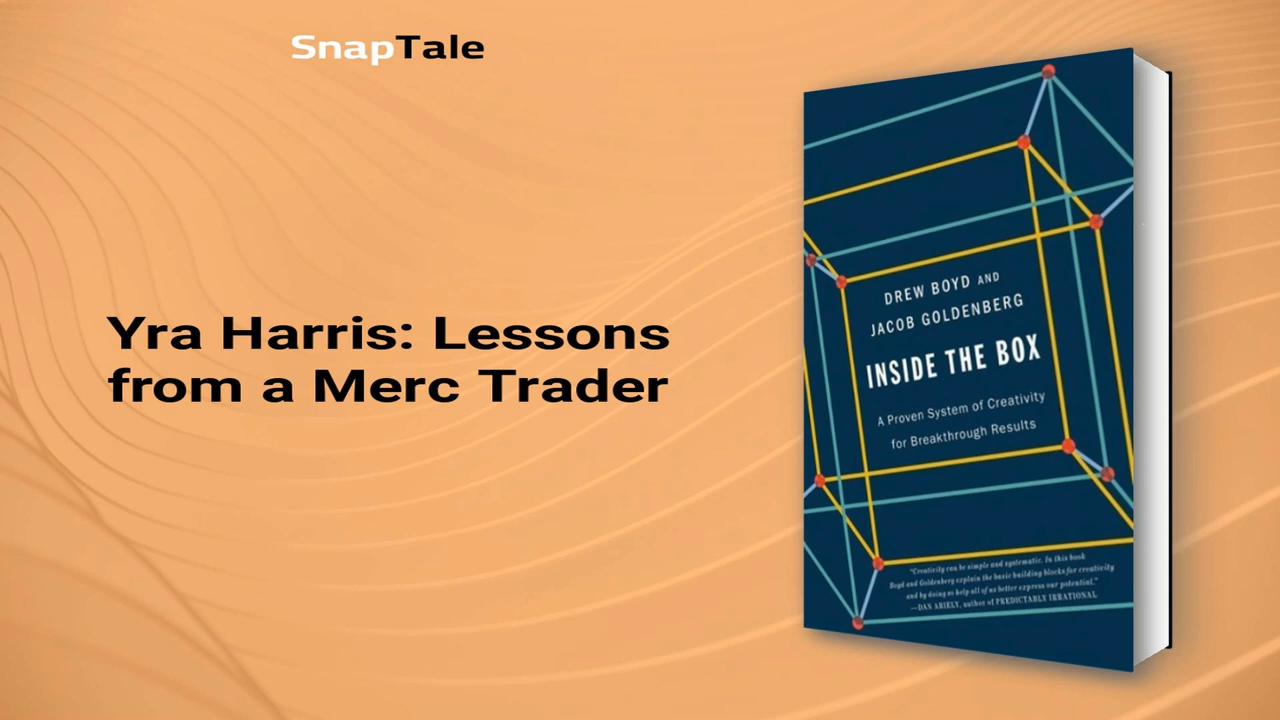 SnapTale
Yra Harris: Lessons
from a Merc Trader
DREW BOYD AND
JACOB GOLDENBERG
INSIDE THE BOX
A Proven System of Creativity
for Breakthrough Results
"Creativity can be simple and systematic. In this book
Boyd and Goldenberg explain the basic building blocks for creativity
and by doing so help all of us better express our potential."
—DAN ARIELY, author of PREDICTABLY IRRATIONAL